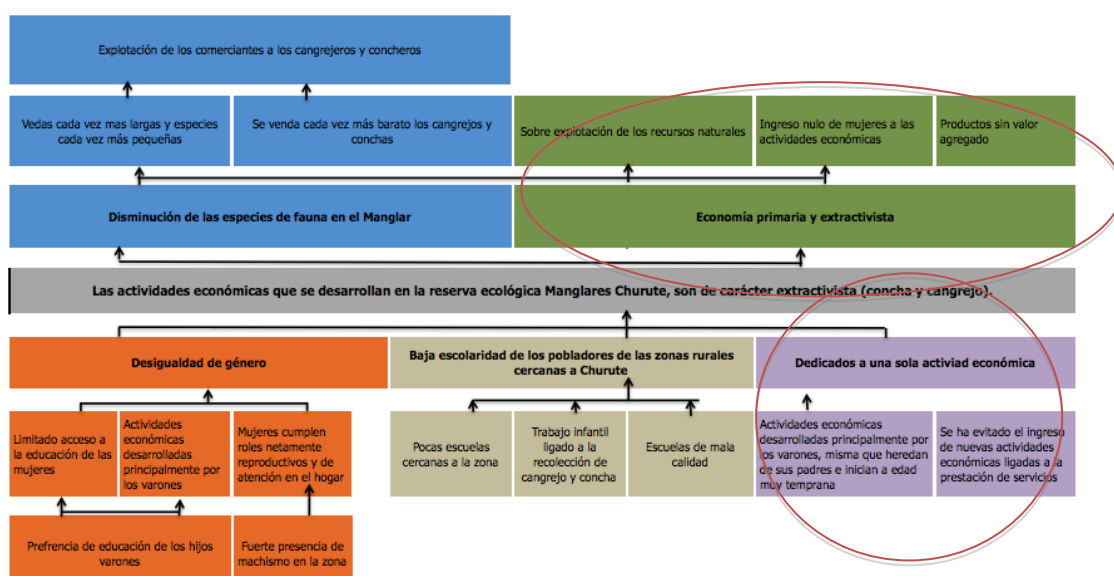 Explotación de los comerciantes a los cangrejeros y concheros
Vedas cada vez mas largas y especies
cada vez más pequeñas
Se venda cada vez más barato los cangrejos y
conchas
Sobre explotación de los recursos naturales
Ingreso nulo de mujeres a las
actividades económicas
Productos sin valor
agregado
Disminución de las especies de fauna en el Manglar
Economía primaria y extractivista
Las actividades económicas que se desarrollan en la reserva ecológica Manglares Churute, son de carácter extractivista (concha y cangrejo).
Desigualdad de género
Baja escolaridad de los pobladores de las zonas rurales
cercanas a Churute
Dedicados a una sola activiad económica
Limitado acceso a
la educación de las
mujeres
Actividades
económicas
desarrolladas
principalmente por
los varones
Mujeres cumplen
roles netamente
reproductivos y de
atención en el hogar
Pocas escuelas
cercanas a la zona
Trabajo infantil
ligado a la
recolección de
cangrejo y concha
Escuelas de mala
calidad
Actividades económicas
desarrolladas principalmente por
los varones, misma que heredan
de sus padres e inician a edad
muy temprana
Se ha evitado el ingreso
de nuevas actividades
económicas ligadas a la
prestación de servicios
Prefrencia de educación de los hijos
varones
Fuerte presencia de
machismo en la zona